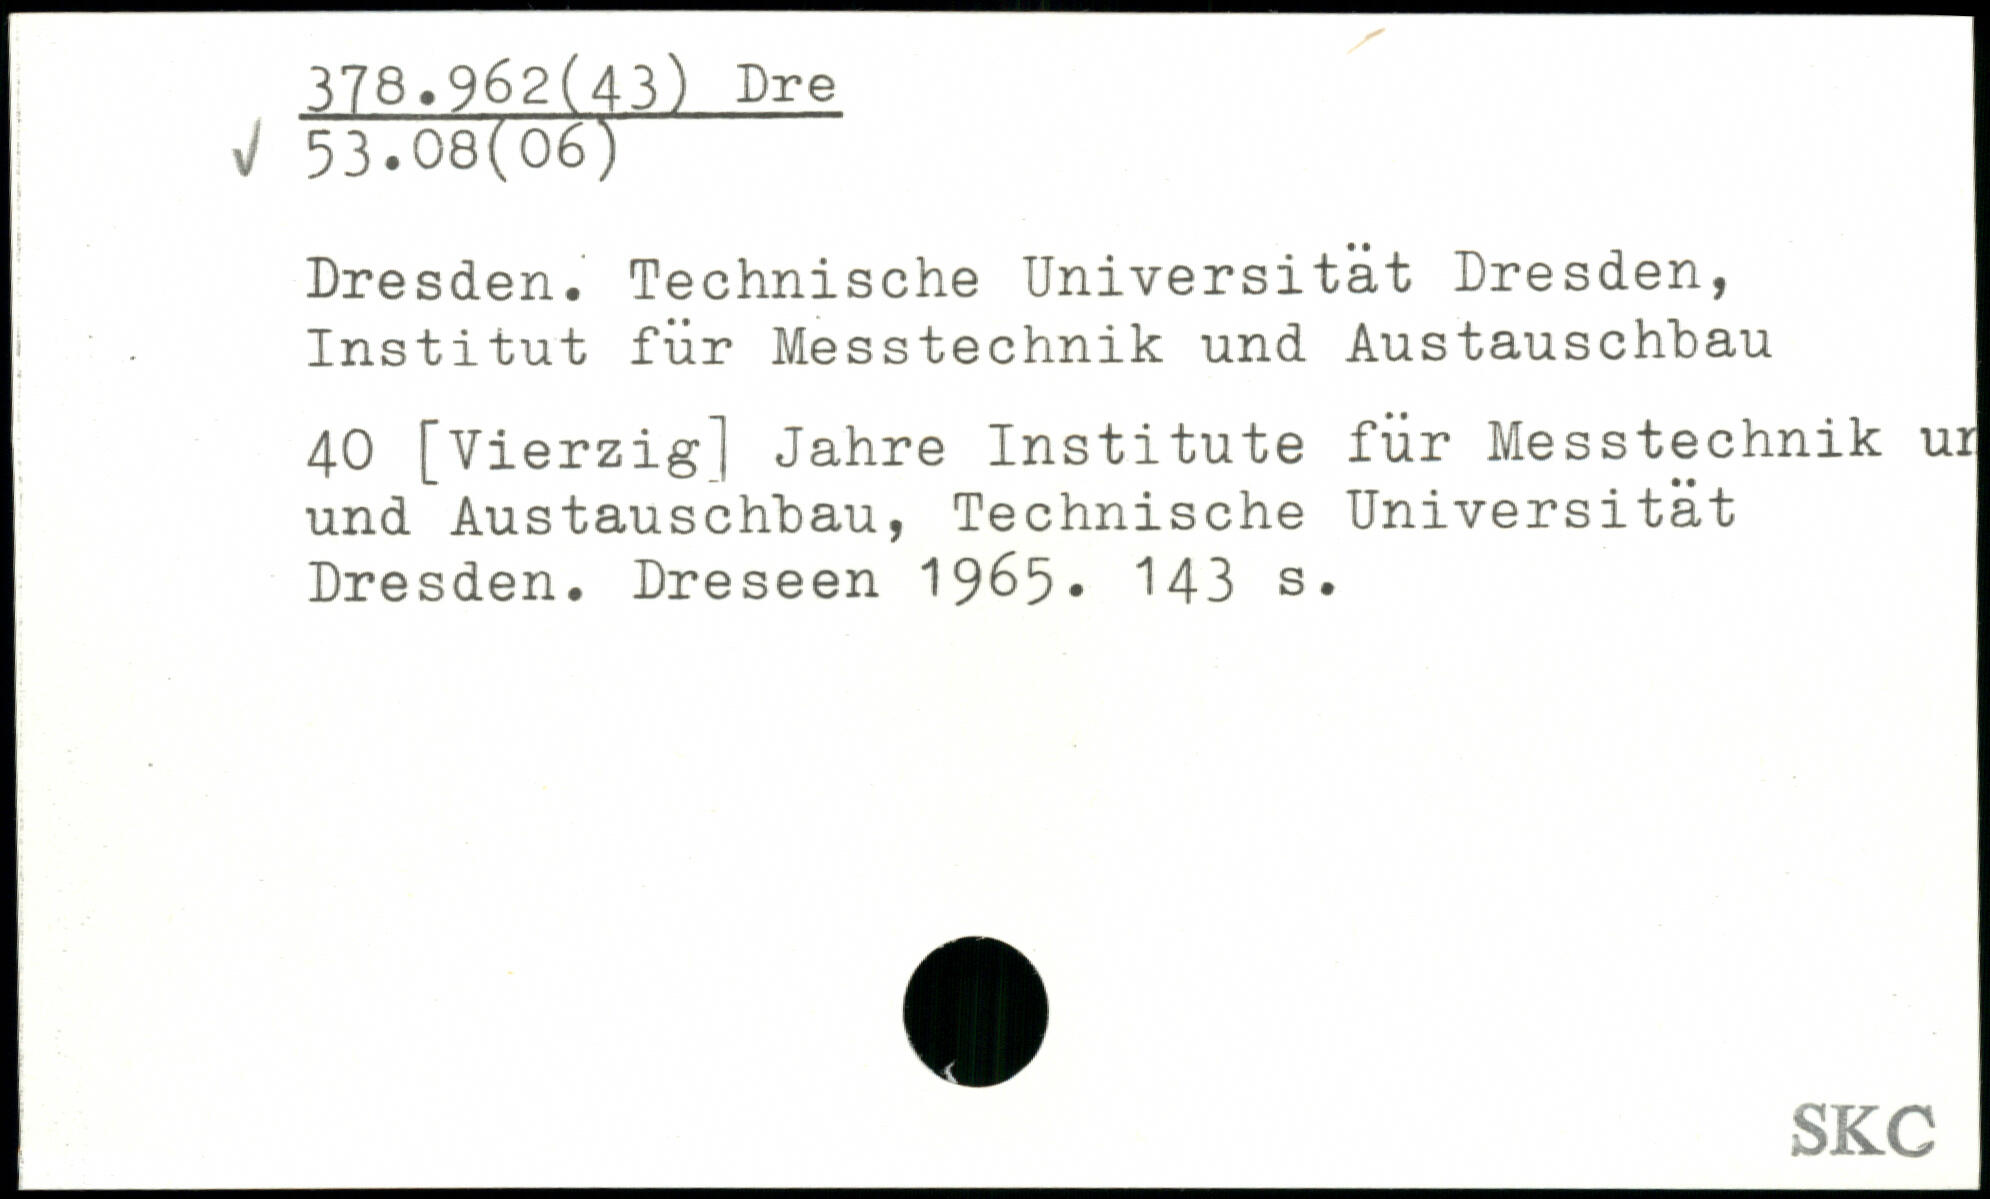 378.962(43) Dre
✓ 53.08(06)
Dresden. Technische Universität Dresden,
Institut für Messtechnik und Austauschbau
40 [Vierzig] Jahre Institute für Messtechnik un
und Austauschbau, Technische Universität
Dresden. Dreseen 1965. 143 s.
SKC